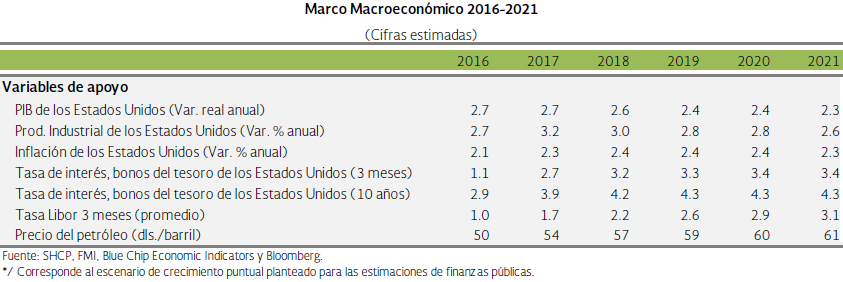 Marco Macroeconómico 2016-2021
(Cifras estimadas)
2016 2017 2018 2019 2020 2021
Variables de apoyo
PIB de los Estados Unidos (Var. real anual) 2.7 2.7 2.6 2.4 2.4 2.3
Prod. Industrial de los Estados Unidos (Var. % anual) 2.7 3.2 3.0 2.8 2.8 2.6
Inflación de los Estados Unidos (Var. % anual) 2.1 2.3 2.4 2.4 2.4 2.3
Tasa de interés, bonos del tesoro de los Estados Unidos (3 meses) 1.1 2.7 3.2 3.3 3.4 3.4
Tasa de interés, bonos del tesoro de los Estados Unidos (10 años) 2.9 3.9 4.2 4.3 4.3 4.3
Tasa Libor 3 meses (promedio) 1.0 1.7 2.2 2.6 2.9 3.1
Precio del petróleo (dls./barril) 50 54 57 59 60 61
Fuente: SHCP, FMI, Blue Chip Economic Indicators y Bloomberg.
*/ Corresponde al escenario de crecimiento puntual planteado para las estimaciones de finanzas públicas.